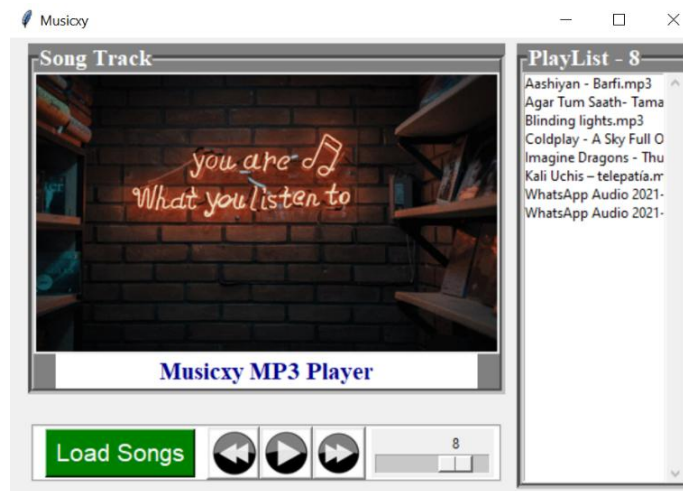 Musicxy
Song Track
you are
What you listen to
Musicxy MP3 Player
Load Songs
8
PlayList - 8
Aashiyan - Barfi.mp3
Agar Tum Saath- Tama
Blinding lights.mp3
Coldplay - A Sky Full O
Imagine Dragons - Thu
Kali Uchis – telepatía.m
WhatsApp Audio 2021-
WhatsApp Audio 2021-